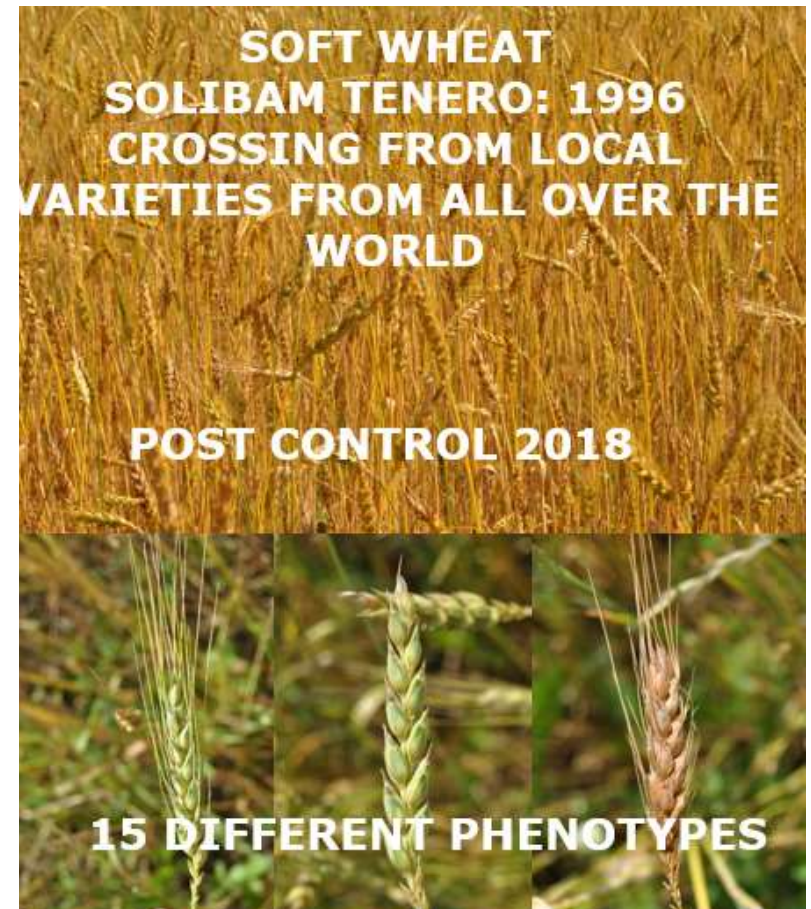 SOFT WHEAT
SOLIBAM TENERO: 1996
CROSSING FROM LOCAL
VARIETIES FROM ALL OVER THE
WORLD
POST CONTROL 2018
15 DIFFERENT PHENOTYPES